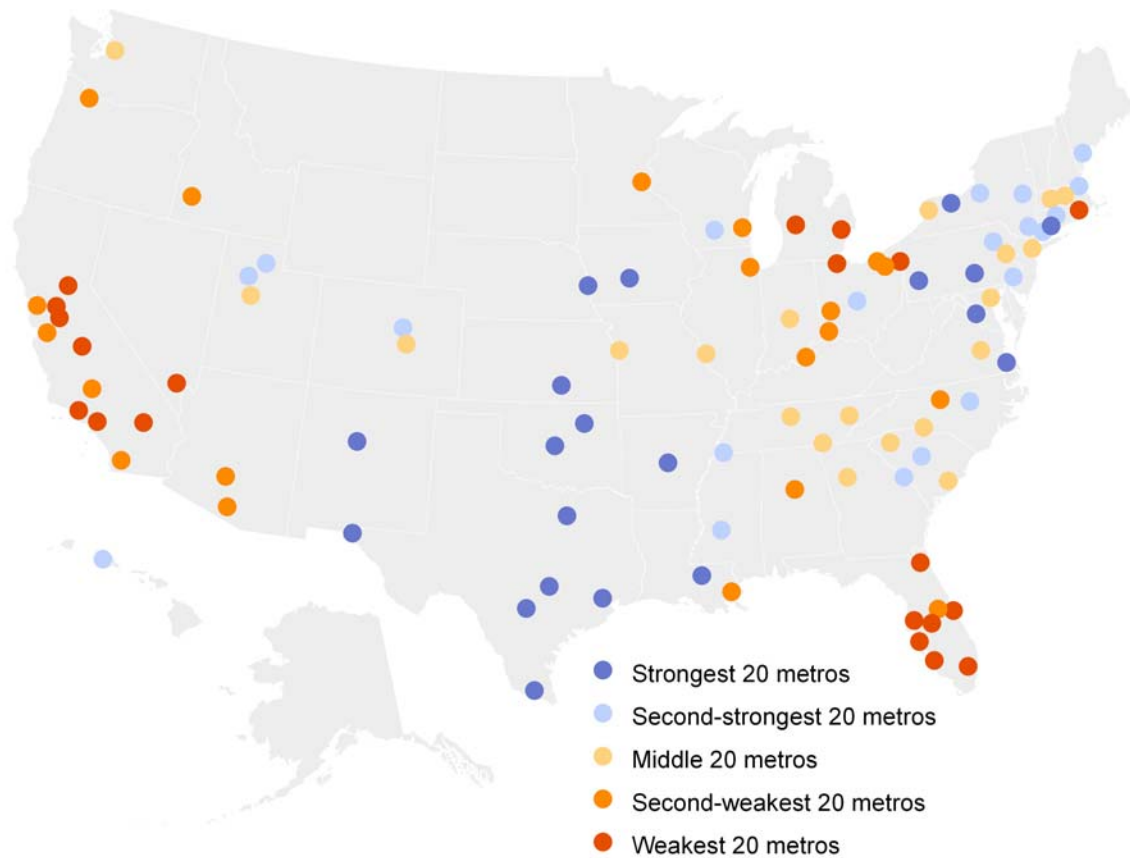 Strongest 20 metros
Second-strongest 20 metros
Middle 20 metros
Second-weakest 20 metros
Weakest 20 metros